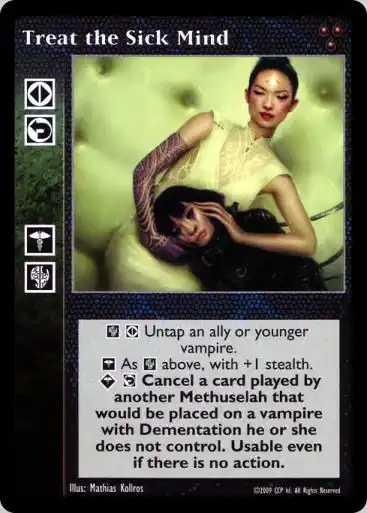 Treat the Sick Mind
Untap an ally or younger
vampire.
As above, with +1 stealth.
Cancel a card played by
another Methuselah that
would be placed on a vampire
with Dementation he or she
does not control. Usable even
if there is no action.
Illus: Mathias Kollros
©2009 CCP hf. All Rights Reserved